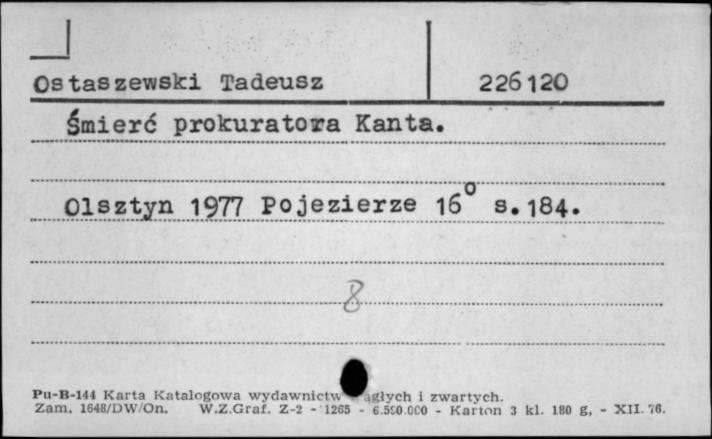 Ostaszewski Tadeusz 226120
Śmierć prokuratora Kanta.
Olsztyn 1977 Pojezierze 16° s.184.
8
Pu-B-144 Karta Katalogowa wydawnictw ągłych i zwartych.
Zam. 1648/DW/On. W.Z.Graf. Z-2 - 1265 - 6.500.000 - Karton 3 kl. 180 g, - XII. 76.